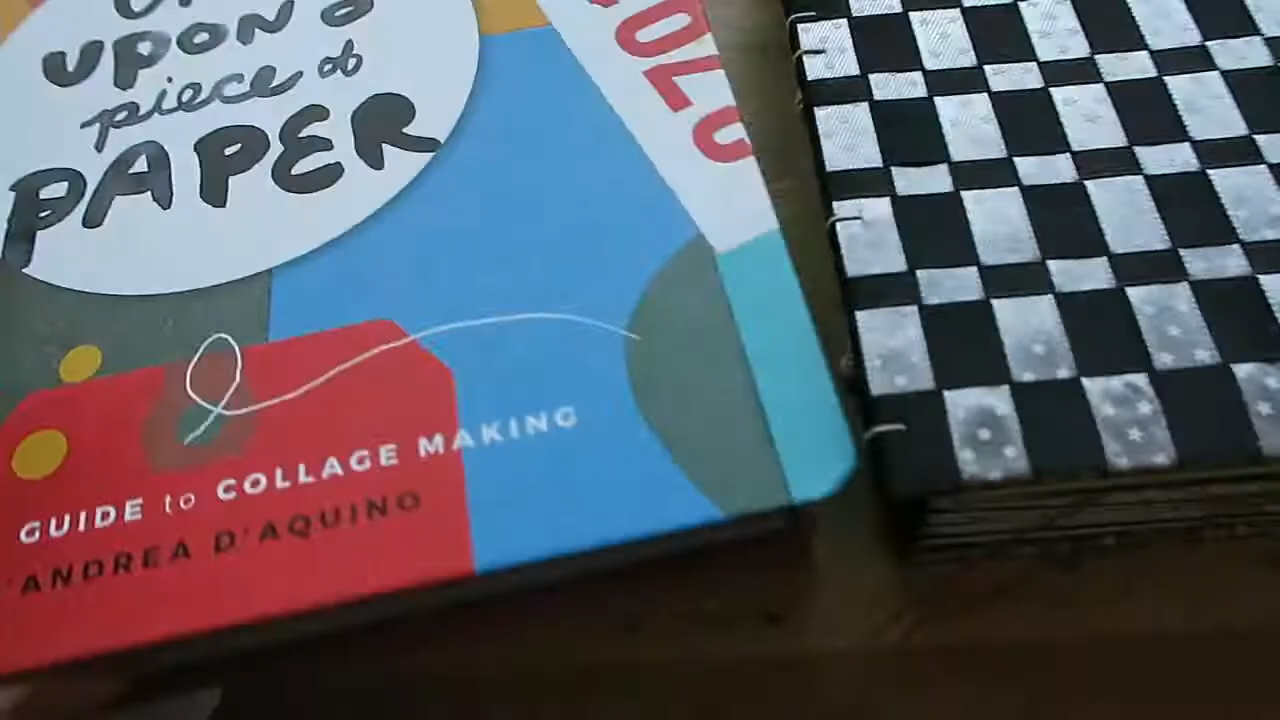 UPON a
piece of
PAPER
GUIDE to COLLAGE MAKING
ANDREA D'AQUINO